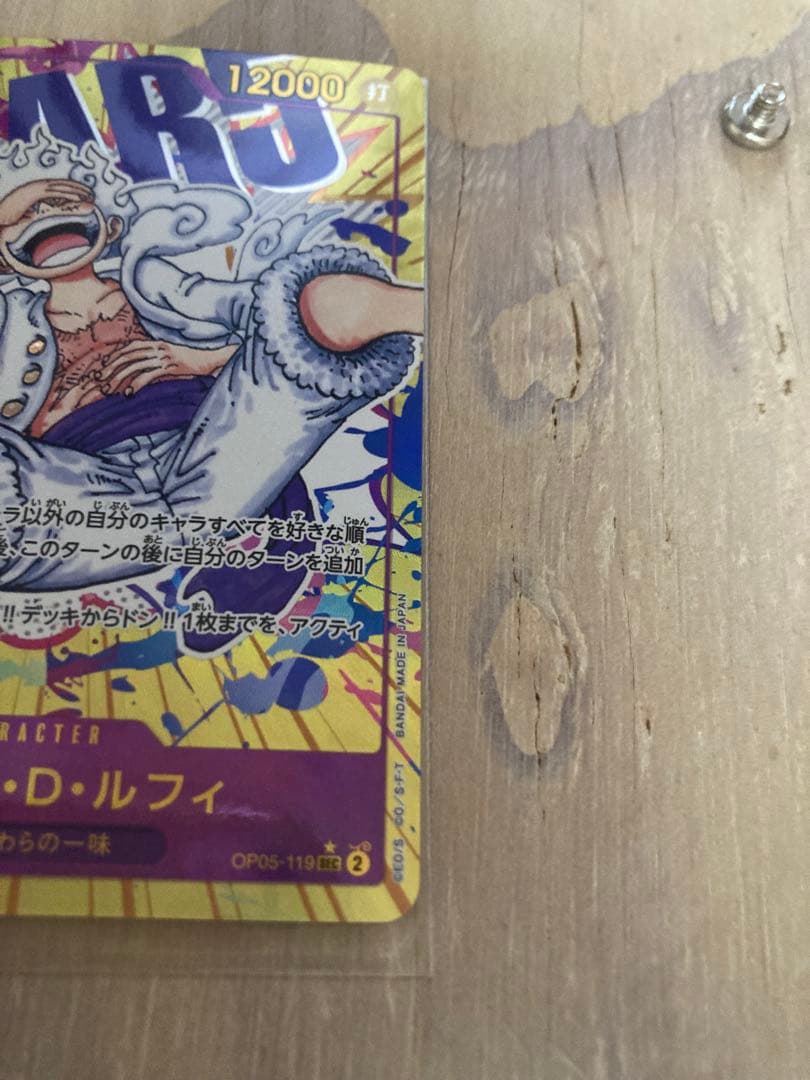 ARS
12000 打
ラ以外の自分のキャラすべてを好きな順
後、このターンの後に自分のターンを追加
!!デッキからドン!!1枚までを、アクティ
RACTER
・D・ルフィ
わらの一味
OP05-119 SEC 2
©EO/S ©O/S・F・T BANDAI MADE IN JAPAN